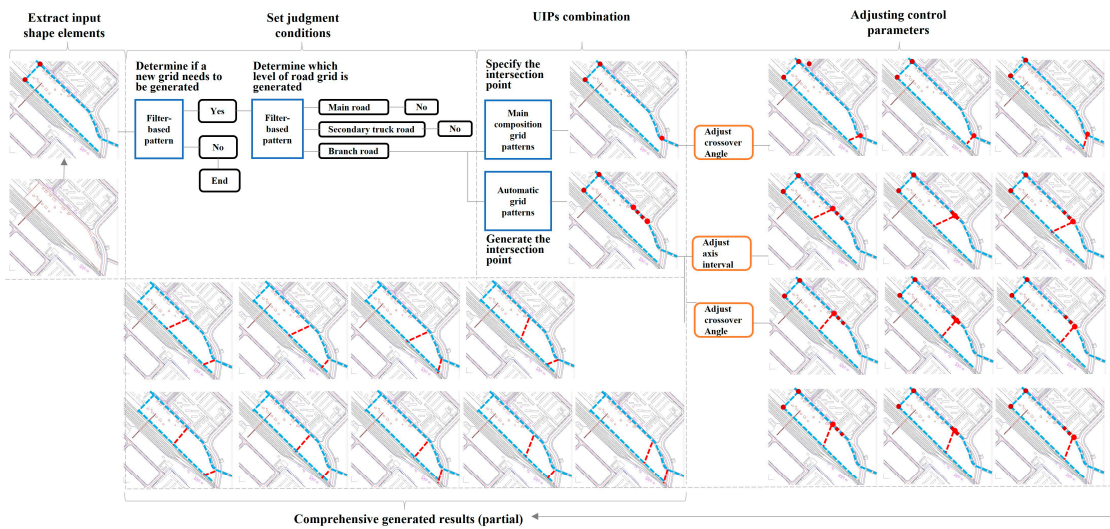 Extract input
shape elements
Set judgment
conditions
UIPs combination
Adjusting control
parameters
Determine if a
new grid needs to
be generated
Determine which
level of road grid is
generated
Specify the
intersection
point
Filter-
based
pattern
Yes
No
End
Filter-
based
pattern
Main road
No
Secondary truck road
No
Branch road
Main
composition
grid
patterns
Automatic
grid
patterns
Generate the
intersection
point
Adjust
crossover
Angle
Adjust
axis
interval
Adjust
crossover
Angle
Comprehensive generated results (partial)